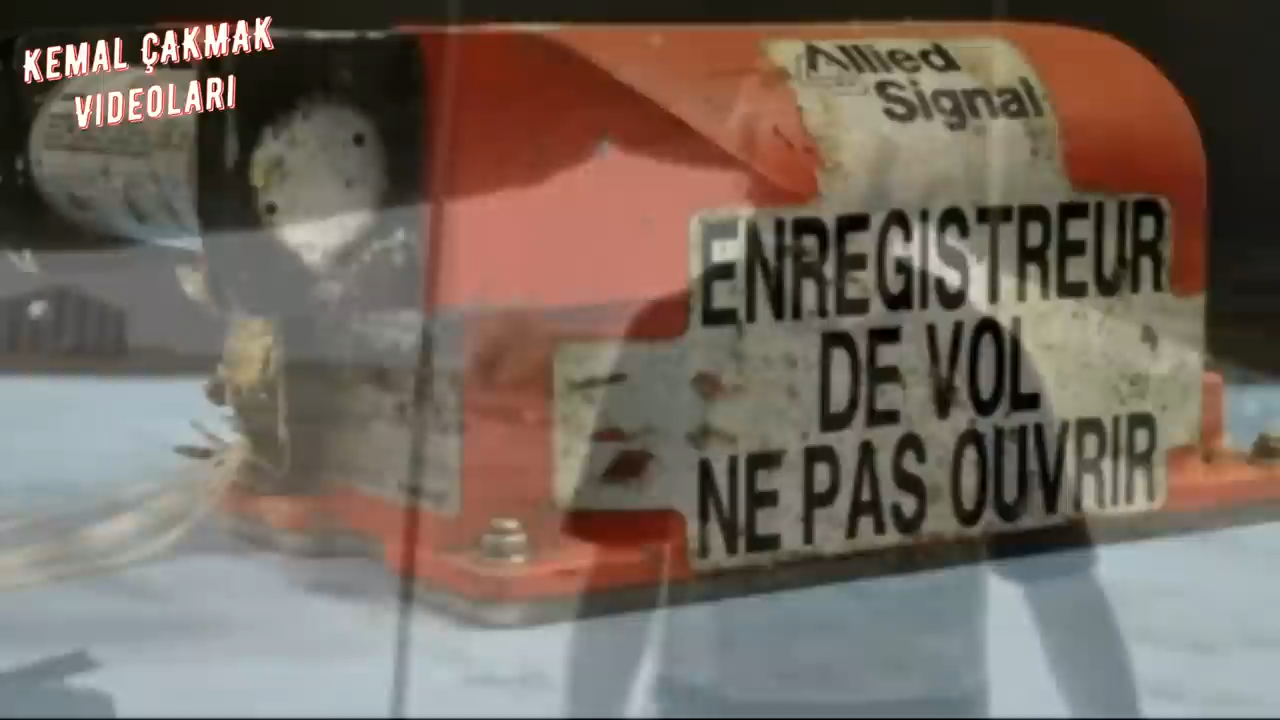 KEMAL ÇAKMAK
VIDEOLARI
Allied
Signal
ENREGISTREUR
DE VOL
NE PAS OUVRIR